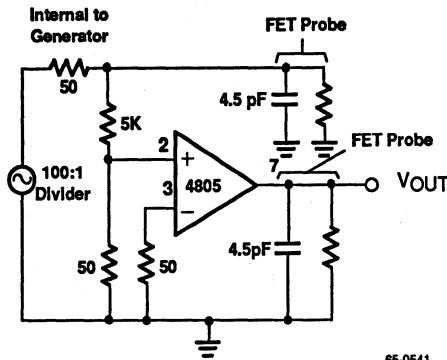 Internal to
Generator
FET Probe
50
4.5 pF
5K
2
7
FET Probe
+
100:1
Divider
3
4805
VOUT
−
50
50
4.5pF
65-0541